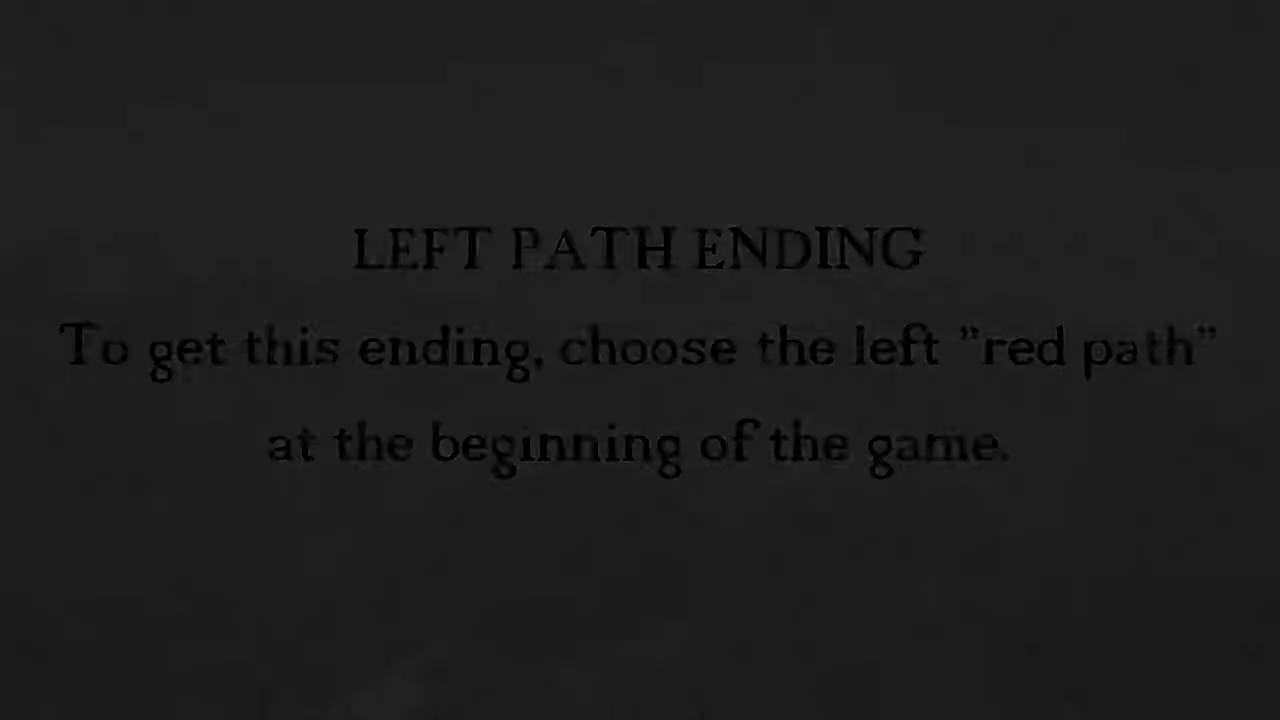 LEFT PATH ENDING
To get this ending, choose the left "red path"
at the beginning of the game.